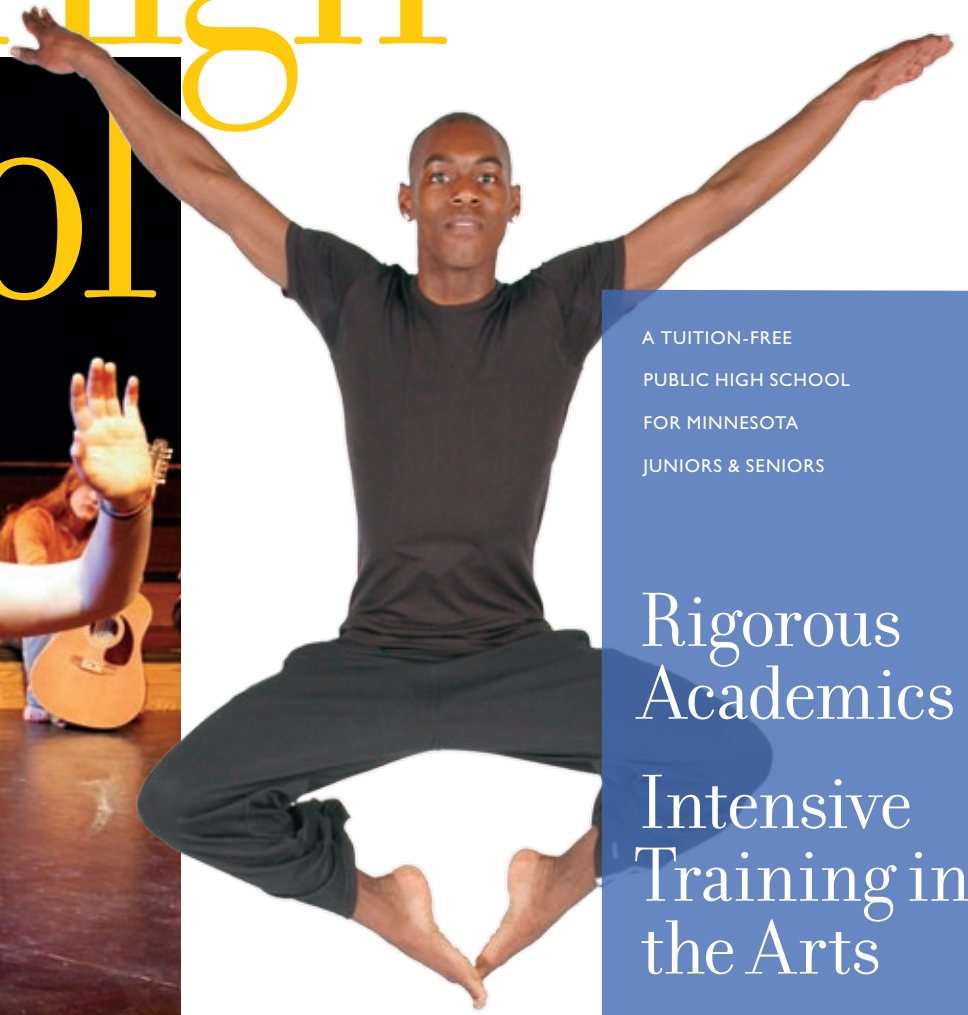 A TUITION-FREE
PUBLIC HIGH SCHOOL
FOR MINNESOTA
JUNIORS & SENIORS
Rigorous
Academics
Intensive
Training in
the Arts